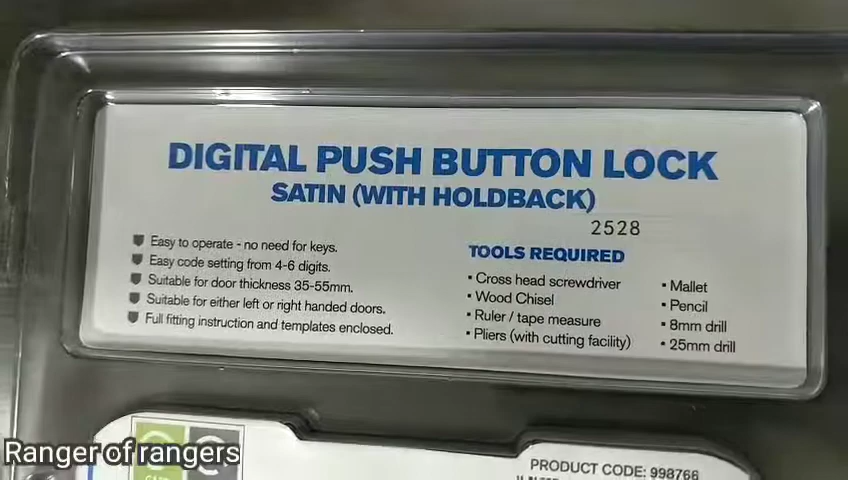 DIGITAL PUSH BUTTON LOCK
SATIN (WITH HOLDBACK)
2528
Easy to operate - no need for keys.
Easy code setting from 4-6 digits.
Suitable for door thickness 35-55mm.
Suitable for either left or right handed doors.
Full fitting instruction and templates enclosed.
TOOLS REQUIRED
• Cross head screwdriver
• Wood Chisel
• Ruler / tape measure
• Pliers (with cutting facility)
• Mallet
• Pencil
• 8mm drill
• 25mm drill
PRODUCT CODE: 998766
Ranger of rangers